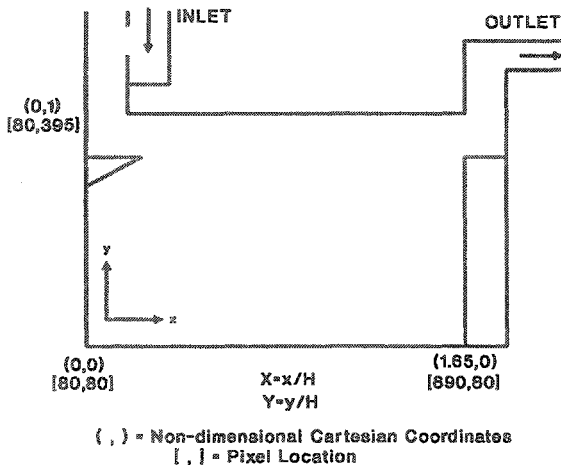 INLET
OUTLET
(0,1)
[80,395]
y
x
(0,0)
[80,80]
X=x/H
Y=y/H
(1.65,0)
[890,80]
( , ) = Non-dimensional Cartesian Coordinates
[ , ] = Pixel Location